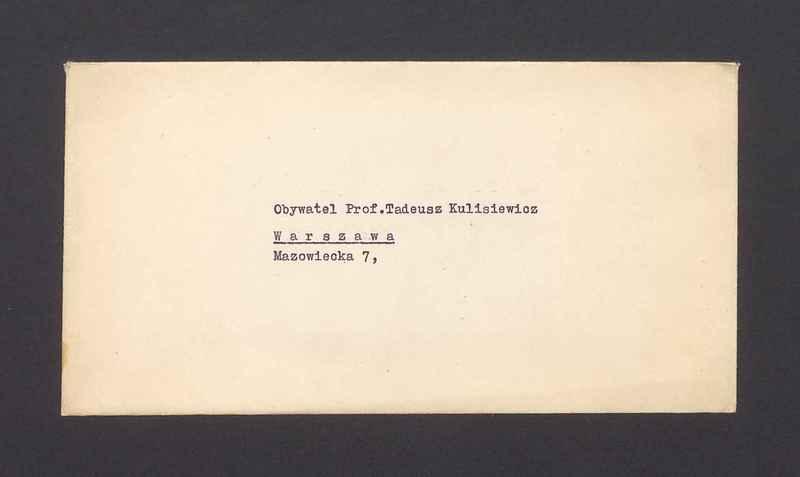 Obywatel Prof.Tadeusz Kulisiewicz
W a r s z a w a
Mazowiecka 7,